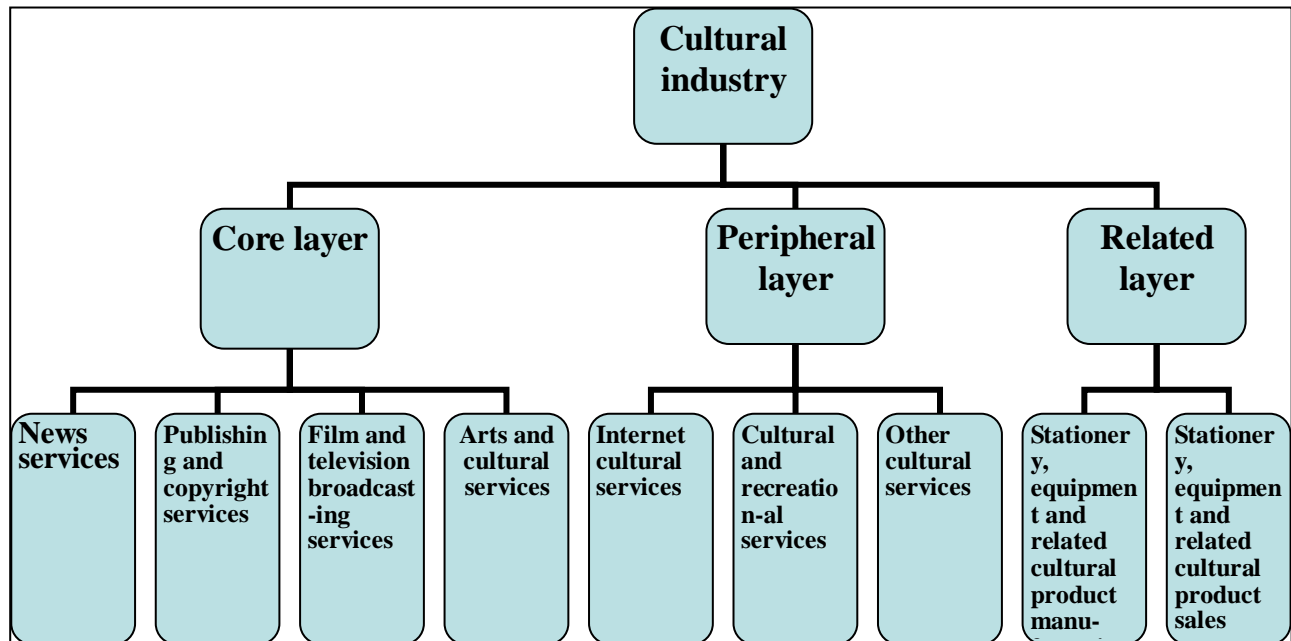 Cultural
industry
Core layer
Peripheral
layer
Related
layer
News
services
Publishin
g and
copyright
services
Film and
television
broadcast
-ing
services
Arts and
cultural
services
Internet
cultural
services
Cultural
and
recreatio
n-al
services
Other
cultural
services
Stationer
y,
equipmen
t and
related
cultural
product
manu-
Stationer
y,
equipmen
t and
related
cultural
product
sales